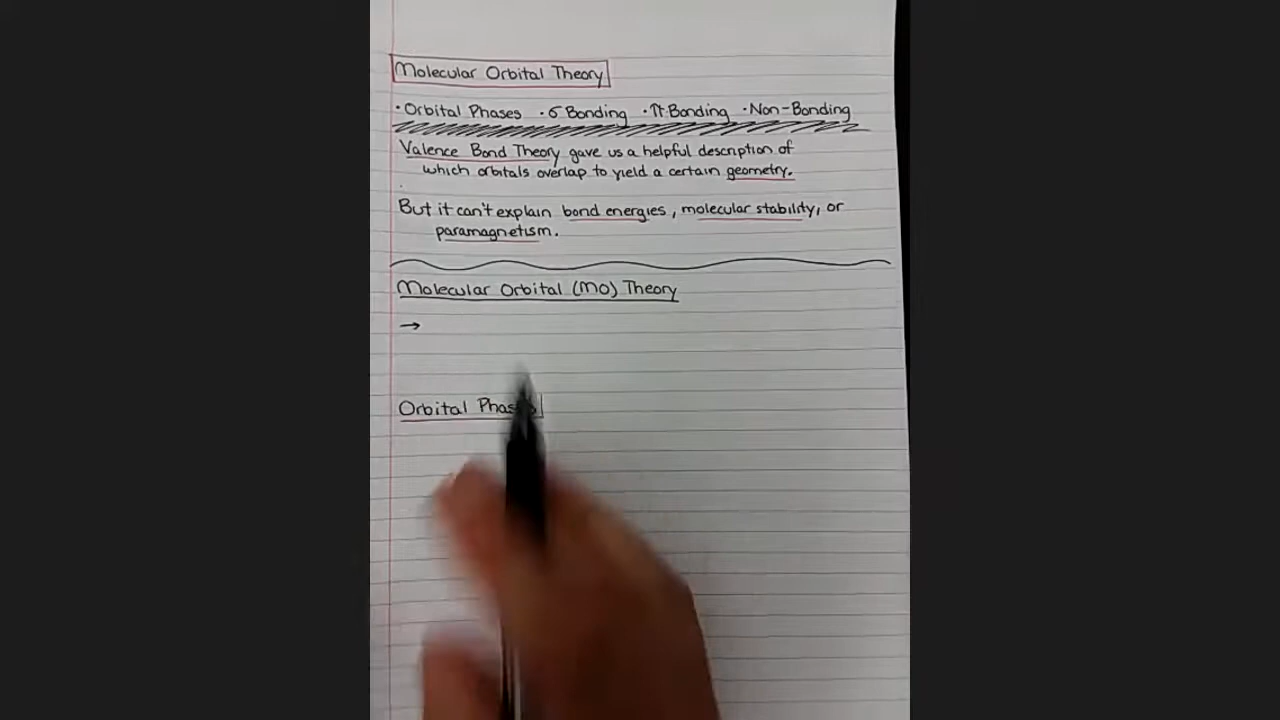 Molecular Orbital Theory
·Orbital Phases ·σ Bonding ·π Bonding ·Non-Bonding
Valence Bond Theory gave us a helpful description of
which orbitals overlap to yield a certain geometry.
But it can't explain bond energies, molecular stability, or
paramagnetism.
Molecular Orbital (MO) Theory
→
Orbital Phases